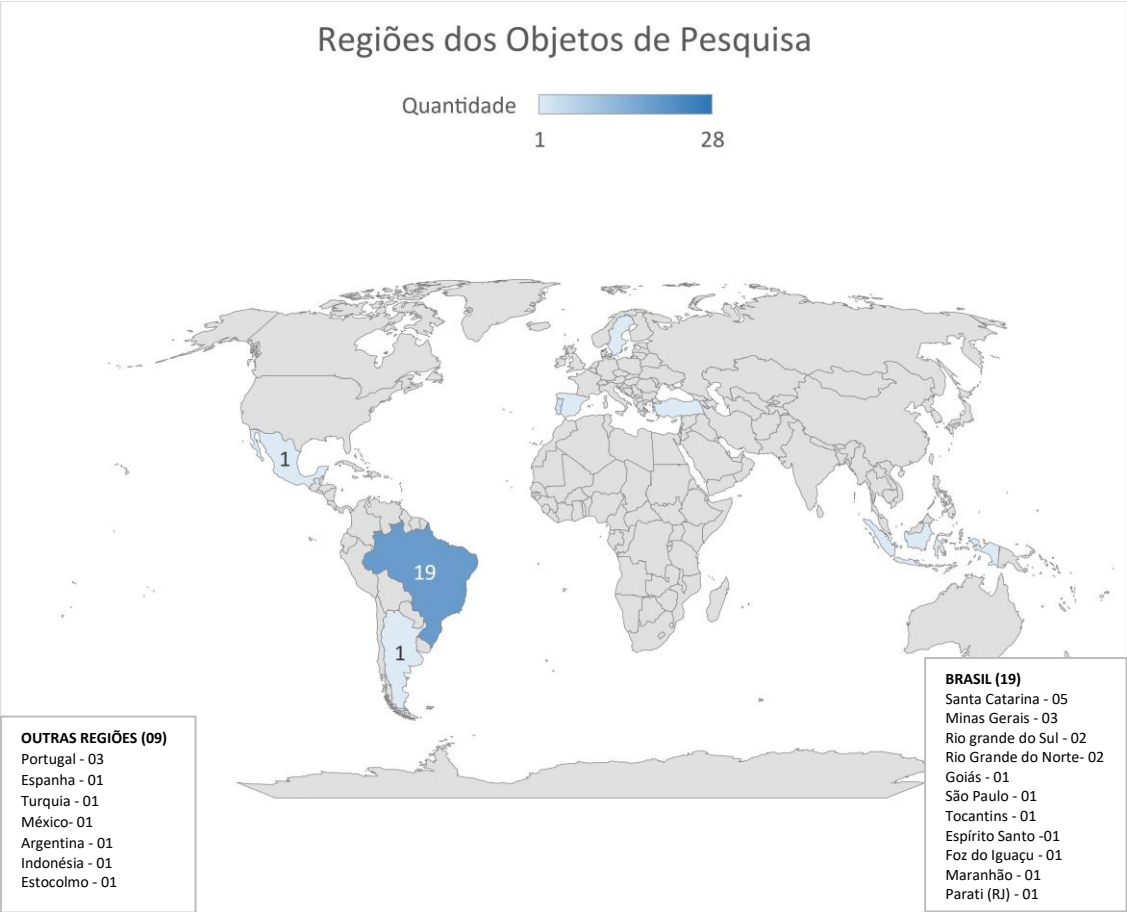 Regiões dos Objetos de Pesquisa
Quantidade
1 28
1
19
1
OUTRAS REGIÕES (09)
Portugal - 03
Espanha - 01
Turquia - 01
México- 01
Argentina - 01
Indonésia - 01
Estocolmo - 01
BRASIL (19)
Santa Catarina - 05
Minas Gerais - 03
Rio grande do Sul - 02
Rio Grande do Norte- 02
Goiás - 01
São Paulo - 01
Tocantins - 01
Espírito Santo -01
Foz do Iguaçu - 01
Maranhão - 01
Parati (RJ) - 01